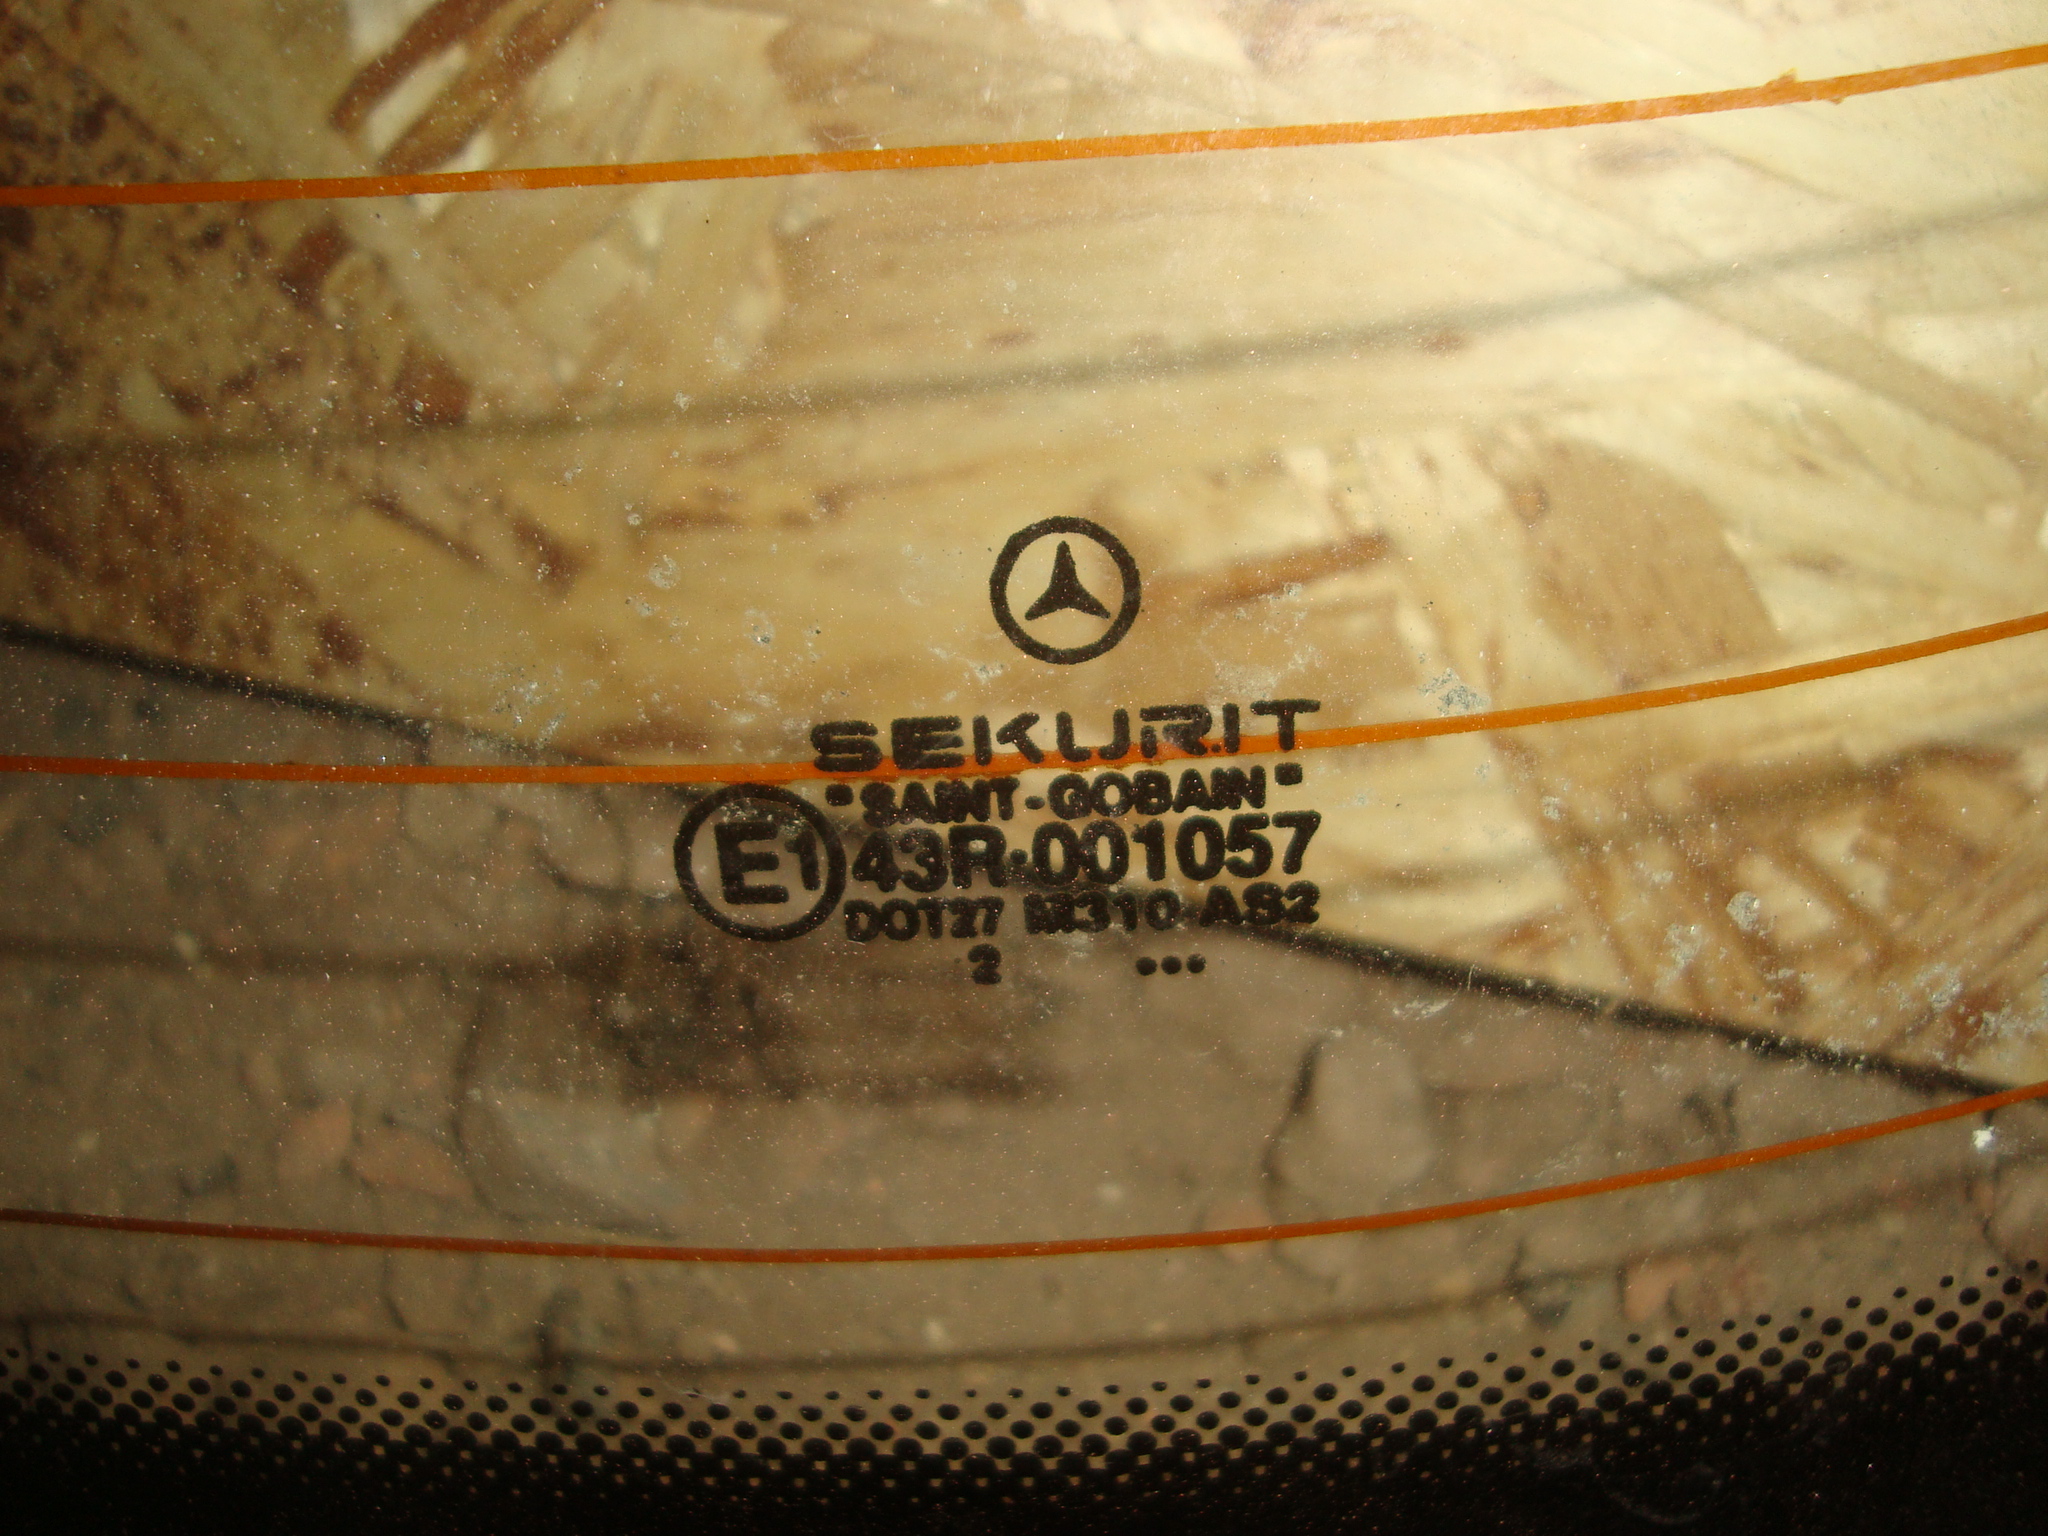 SEKURIT
"SAINT-GOBAIN"
E1 43R-001057
DOT27 M310 AS2
2 •••